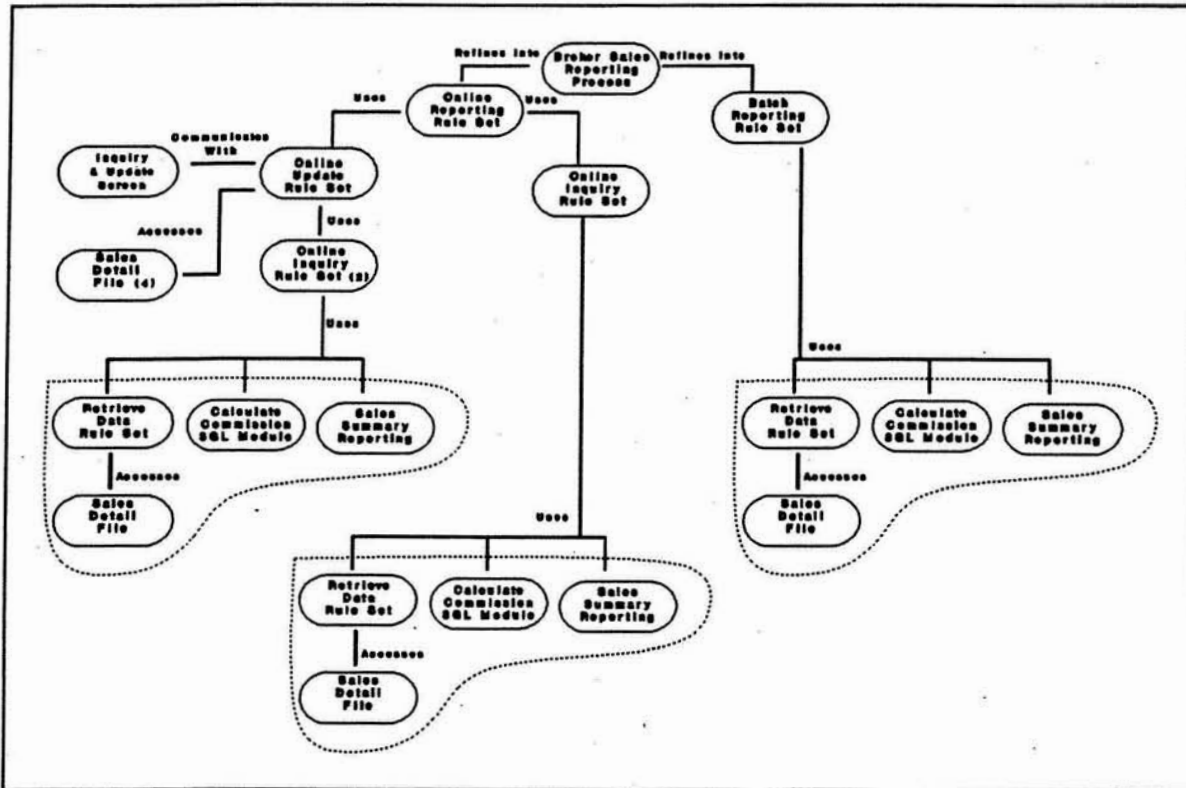 Refines Into
Broker Sales
Reporting
Process
Refines Into
Uses
Online
Reporting
Rule Set
Uses
Batch
Reporting
Rule Set
Communicates
With
Inquiry
& Update
Screen
Online
Update
Rule Set
Online
Inquiry
Rule Set
Accesses
Uses
Sales
Detail
File (4)
Online
Inquiry
Rule Set (2)
Uses
Uses
Retrieve
Data
Rule Set
Calculate
Commission
SQL Module
Sales
Summary
Reporting
Accesses
Sales
Detail
File
Retrieve
Data
Rule Set
Calculate
Commission
SQL Module
Sales
Summary
Reporting
Accesses
Sales
Detail
File
Uses
Retrieve
Data
Rule Set
Calculate
Commission
SQL Module
Sales
Summary
Reporting
Accesses
Sales
Detail
File